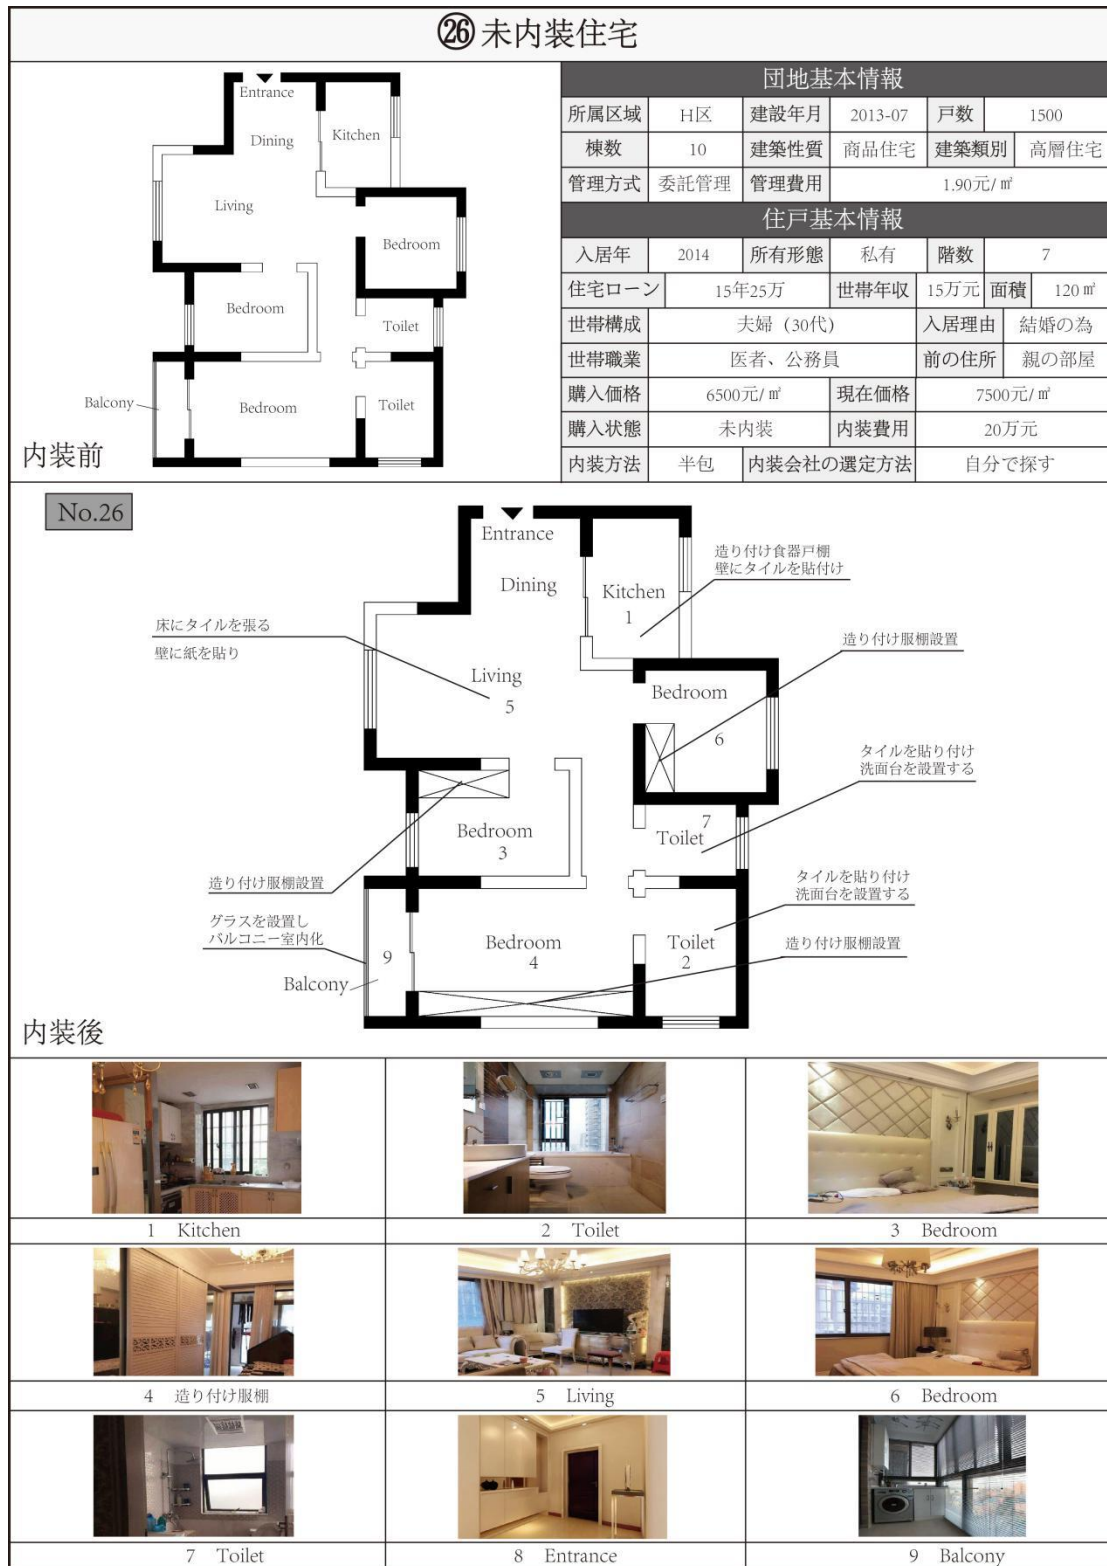 ㉖未内装住宅
Entrance
Dining
Kitchen
Living
Bedroom
Bedroom
Toilet
Balcony
Bedroom
Toilet
内装前
団地基本情報
所属区域 H区 建設年月 2013-07 戸数 1500
棟数 10 建築性質 商品住宅 建築類別 高層住宅
管理方式 委託管理 管理費用 1.90元/㎡
住戸基本情報
入居年 2014 所有形態 私有 階数 7
住宅ローン 15年25万 世帯年収 15万元 面積 120㎡
世帯構成 夫婦（30代） 入居理由 結婚の為
世帯職業 医者、公務員 前の住所 親の部屋
購入価格 6500元/㎡ 現在価格 7500元/㎡
購入状態 未内装 内装費用 20万元
内装方法 半包 内装会社の選定方法 自分で探す
No.26
Entrance
Dining
Kitchen
1
造り付け食器戸棚
壁にタイルを貼付け
床にタイルを張る
壁に紙を貼り
造り付け服棚設置
Living
5
Bedroom
6
タイルを貼り付け
洗面台を設置する
7
Toilet
Bedroom
3
造り付け服棚設置
タイルを貼り付け
洗面台を設置する
グラスを設置し
バルコニー室内化
9
Balcony
Bedroom
4
Toilet
2
造り付け服棚設置
内装後
1 Kitchen
2 Toilet
3 Bedroom
4 造り付け服棚
5 Living
6 Bedroom
7 Toilet
8 Entrance
9 Balcony